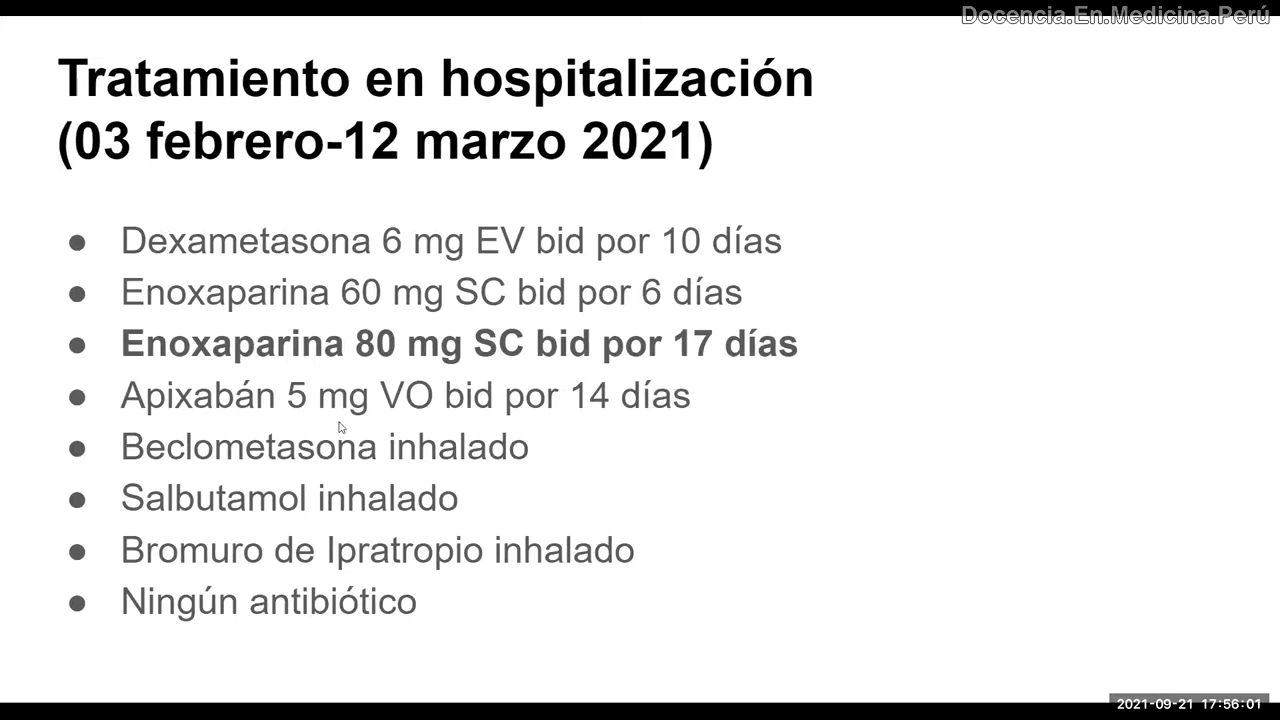 Docencia.En.Medicina.Perú
Tratamiento en hospitalización
(03 febrero-12 marzo 2021)
● Dexametasona 6 mg EV bid por 10 días
● Enoxaparina 60 mg SC bid por 6 días
● Enoxaparina 80 mg SC bid por 17 días
● Apixabán 5 mg VO bid por 14 días
● Beclometasona inhalado
● Salbutamol inhalado
● Bromuro de Ipratropio inhalado
● Ningún antibiótico
2021-09-21 17:56:01